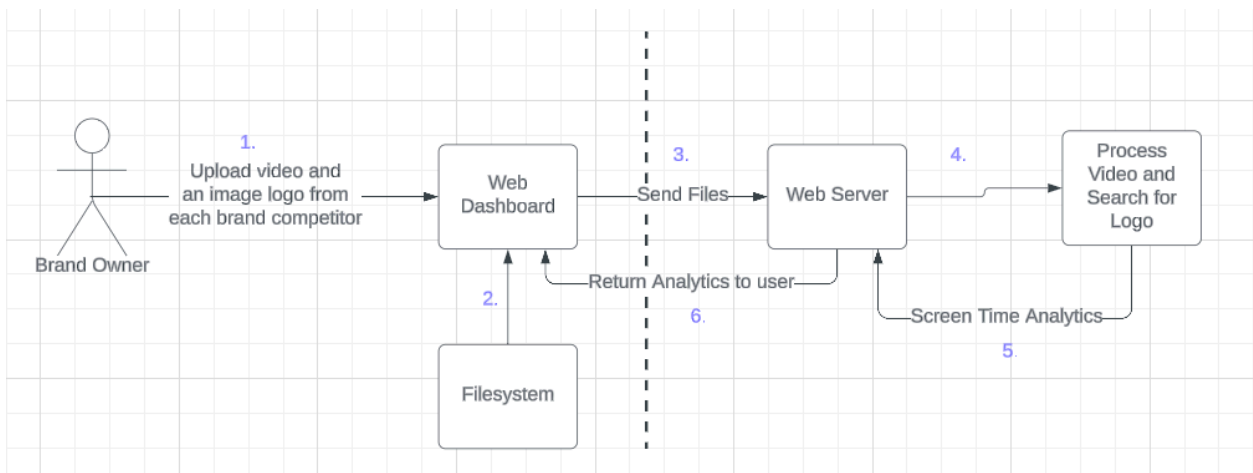 1.
Upload video and
an image logo from
each brand competitor
Brand Owner
Web
Dashboard
2.
Filesystem
3.
Send Files
Web Server
4.
Process
Video and
Search for
Logo
Screen Time Analytics
5.
Return Analytics to user
6.